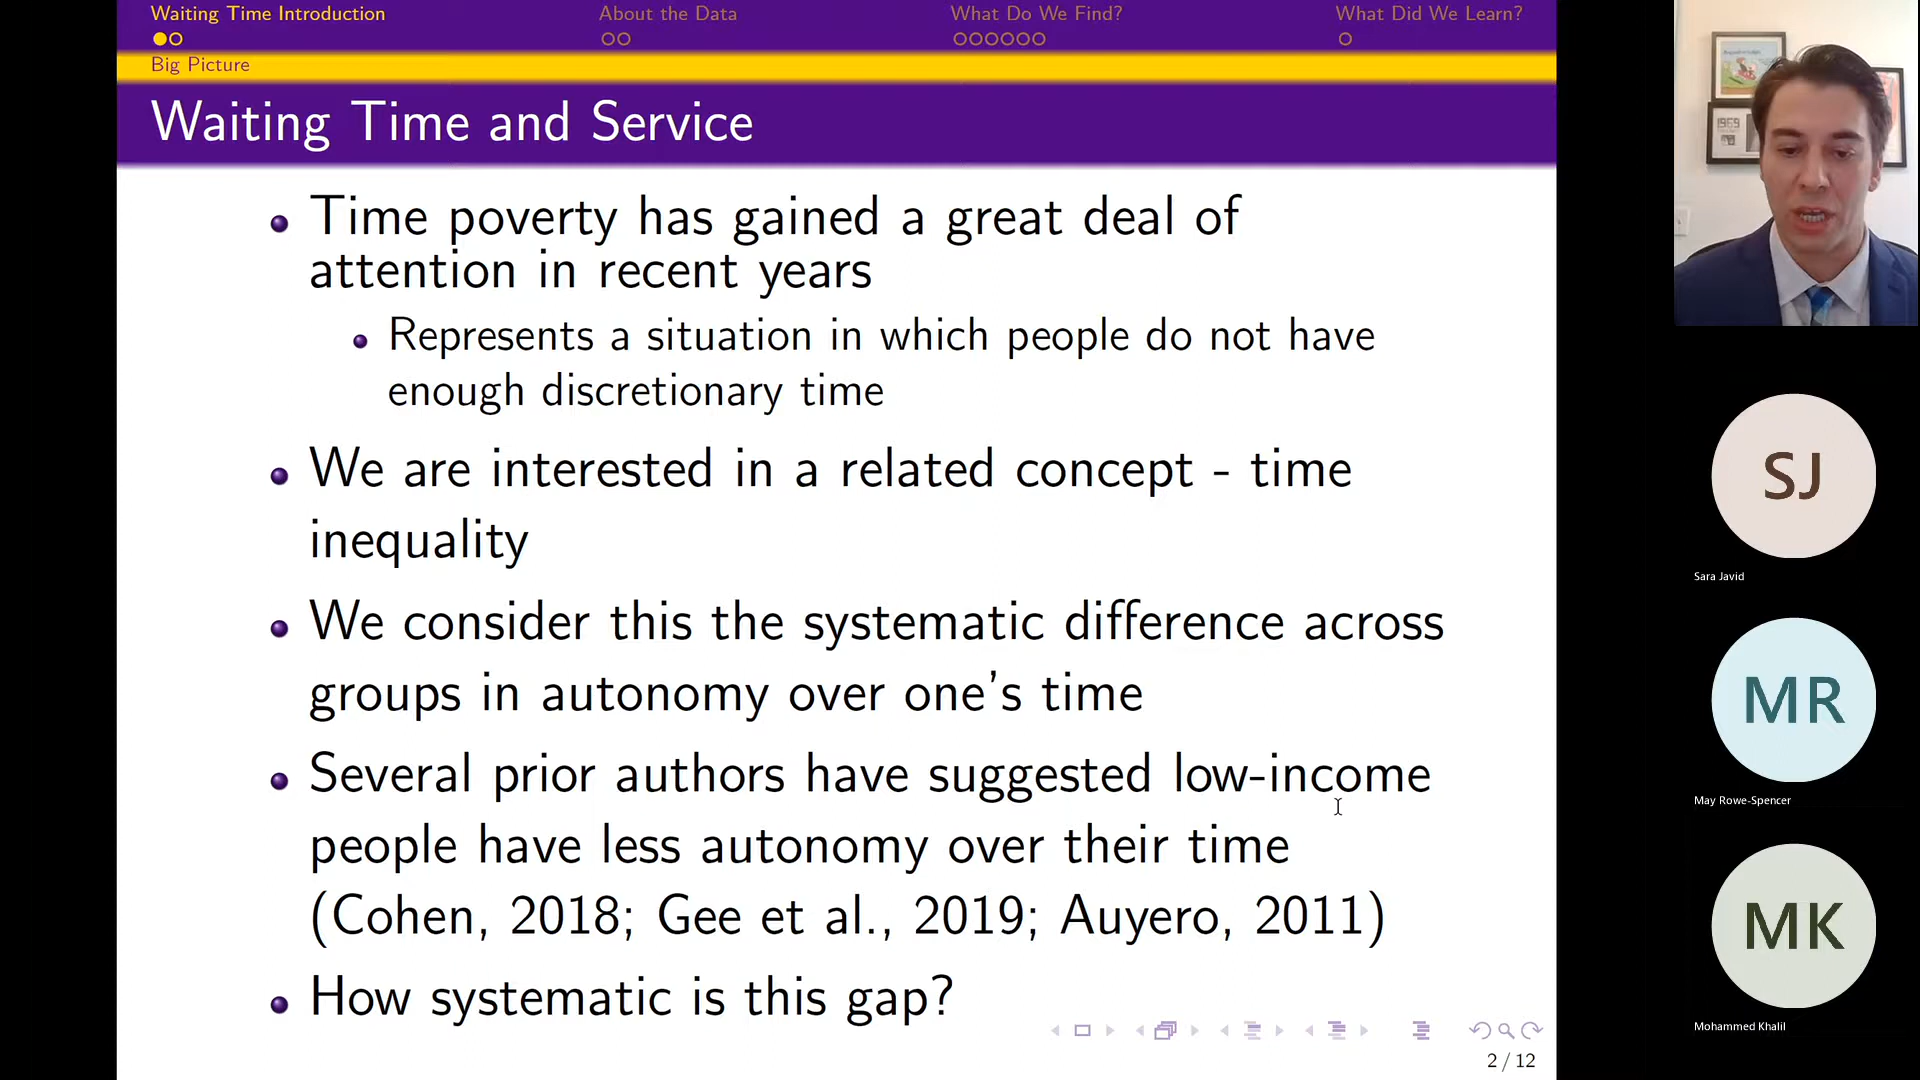 Waiting Time Introduction
About the Data
What Do We Find?
What Did We Learn?
Big Picture
Waiting Time and Service
Time poverty has gained a great deal of
attention in recent years
Represents a situation in which people do not have
enough discretionary time
We are interested in a related concept - time
inequality
We consider this the systematic difference across
groups in autonomy over one's time
Several prior authors have suggested low-income
people have less autonomy over their time
(Cohen, 2018; Gee et al., 2019; Auyero, 2011)
How systematic is this gap?
2 / 12
1969
SJ
Sara Javid
MR
May Rowe-Spencer
MK
Mohammed Khalil